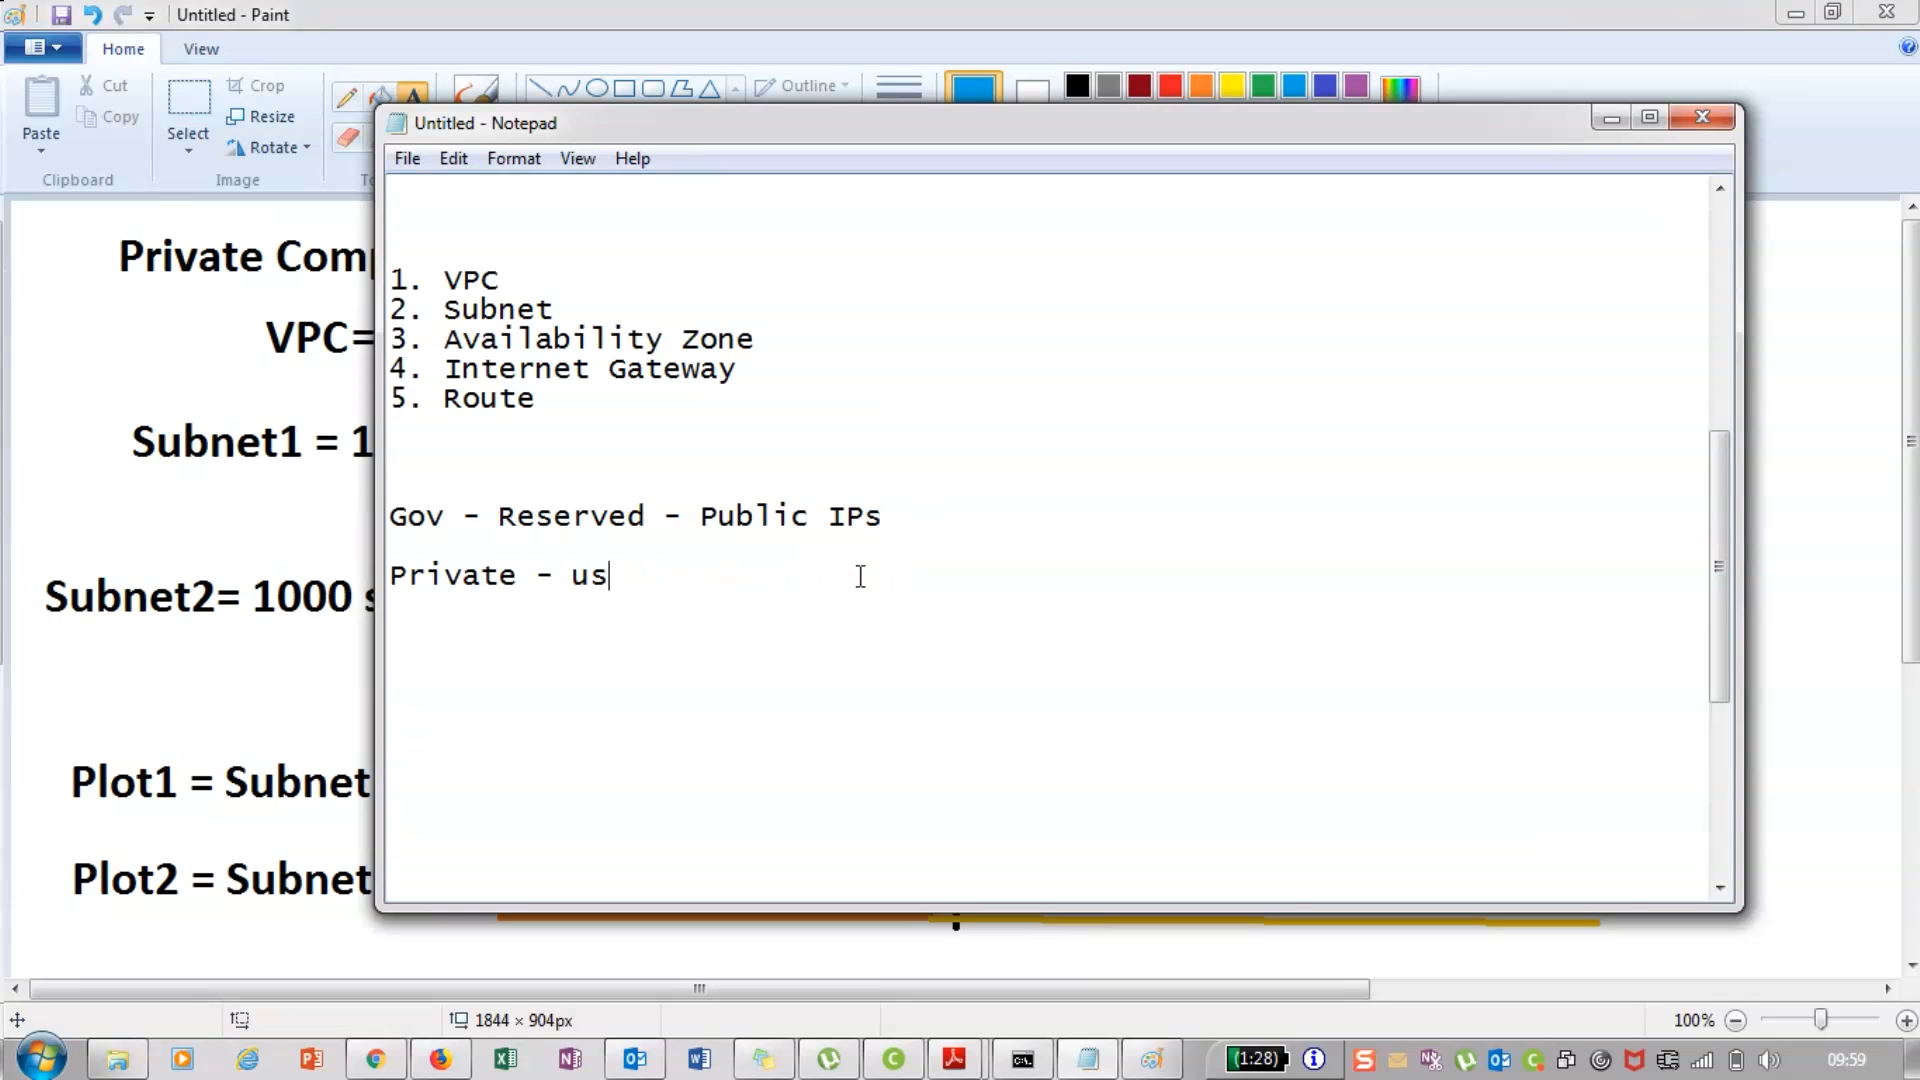 Untitled - Paint
Home View
Paste
Cut
Copy
Clipboard
Select
Crop
Resize
Rotate
Image
A
Outline
Untitled - Notepad
File Edit Format View Help
1. VPC
2. Subnet
3. Availability Zone
4. Internet Gateway
5. Route
Gov - Reserved - Public IPs
Private - us
Private Comp
VPC=
Subnet1 = 1
Subnet2= 1000 s
Plot1 = Subnet
Plot2 = Subnet
1844 × 904px
100%
(1:28)
09:59